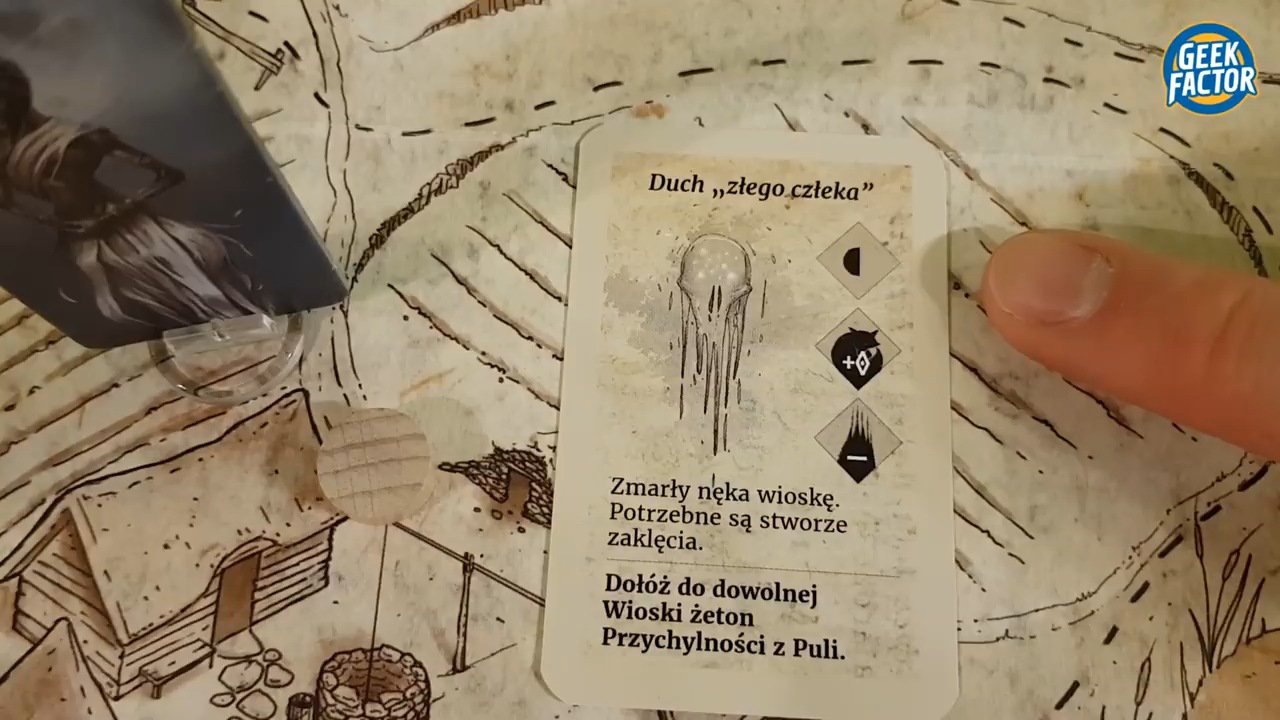 GEEK
FACTOR
Duch „złego człeka”
+
Zmarły nęka wioskę.
Potrzebne są stworze
zaklęcia.
Dołóż do dowolnej
Wioski żeton
Przychylności z Puli.